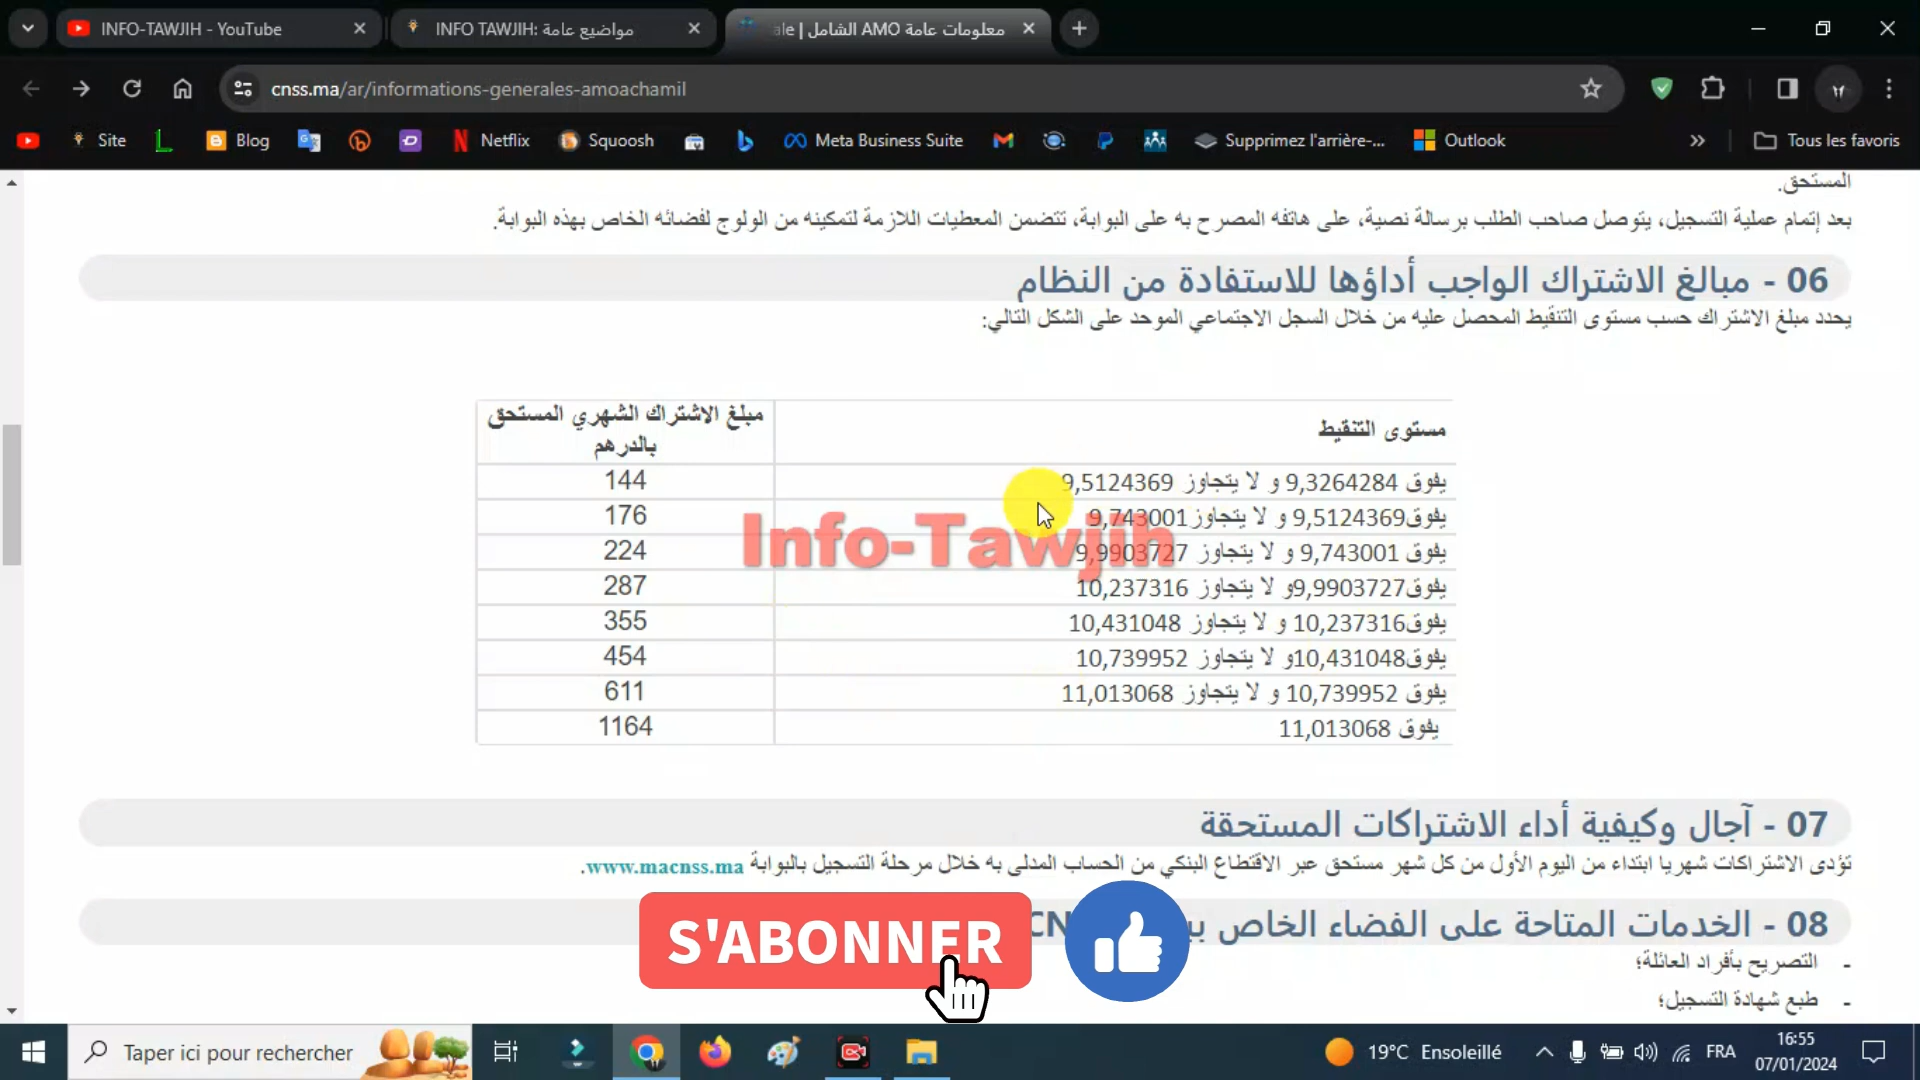 INFO-TAWJIH - YouTube
INFO TAWJIH: مواضيع عامة
معلومات عامة AMO الشامل | ale
cnss.ma/ar/informations-generales-amoachamil
Site
Blog
Netflix
Squoosh
Meta Business Suite
Supprimez l'arrière-...
Outlook
Tous les favoris
المستحق.
بعد إتمام عملية التسجيل، يتوصل صاحب الطلب برسالة نصية، على هاتفه المصرح به على البوابة، تتضمن المعطيات اللازمة لتمكينه من الولوج لفضائه الخاص بهذه البوابة.
06 - مبالغ الاشتراك الواجب أداؤها للاستفادة من النظام
يحدد مبلغ الاشتراك حسب مستوى التنقيط المحصل عليه من خلال السجل الاجتماعي الموحد على الشكل التالي:
مستوى التنقيط
مبلغ الاشتراك الشهري المستحق
بالدرهم
يفوق 9,3264284 و لا يتجاوز 9,5124369
144
يفوق9,5124369 و لا يتجاوز9,743001
176
يفوق 9,743001 و لا يتجاوز 9,9903727
224
يفوق9,9903727و لا يتجاوز 10,237316
287
يفوق10,237316 و لا يتجاوز 10,431048
355
يفوق10,431048و لا يتجاوز 10,739952
454
يفوق 10,739952 و لا يتجاوز 11,013068
611
يفوق 11,013068
1164
Info-Tawjih
07 - آجال وكيفية أداء الاشتراكات المستحقة
تؤدى الاشتراكات شهريا ابتداء من اليوم الأول من كل شهر مستحق عبر الاقتطاع البنكي من الحساب المدلى به خلال مرحلة التسجيل بالبوابة www.macnss.ma.
08 - الخدمات المتاحة على الفضاء الخاص
S'ABONNER
- التصريح بأفراد العائلة؛
- طبع شهادة التسجيل؛
Taper ici pour rechercher
19°C Ensoleillé
FRA
16:55
07/01/2024